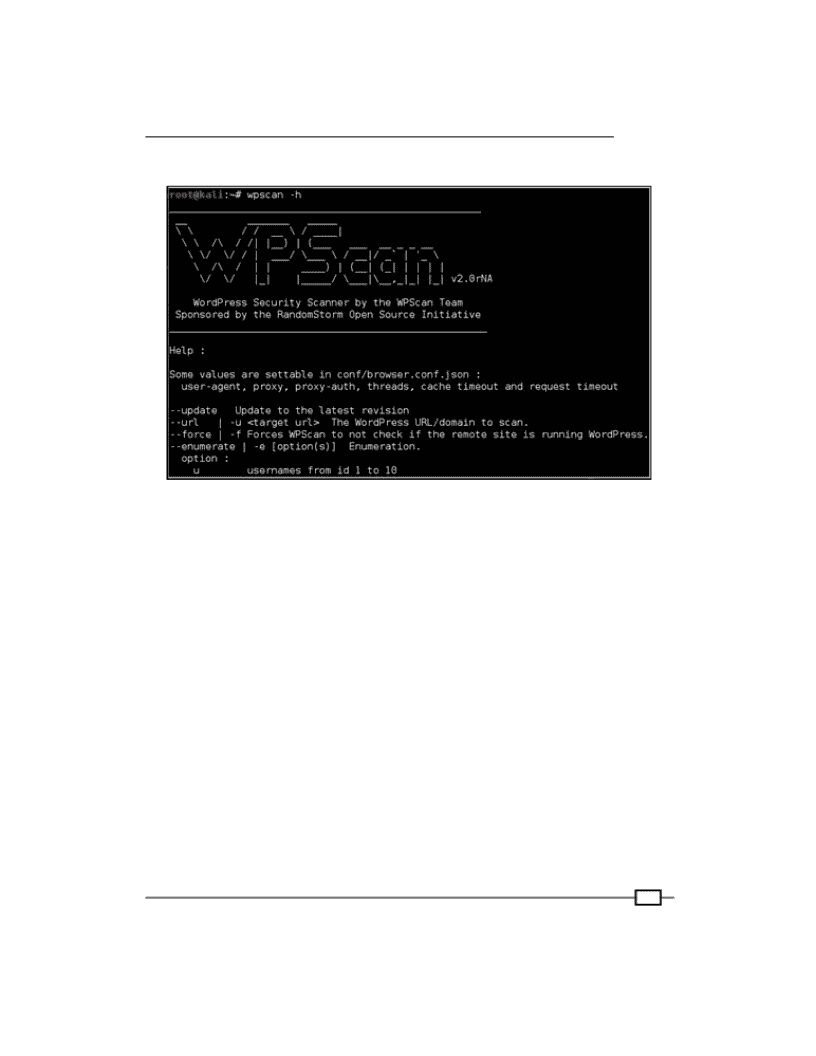 root@kali:~# wpscan -h
WPScan v2.0rNA
WordPress Security Scanner by the WPScan Team
Sponsored by the RandomStorm Open Source Initiative
Help :
Some values are settable in conf/browser.conf.json :
user-agent, proxy, proxy-auth, threads, cache timeout and request timeout
--update Update to the latest revision
--url | -u <target url> The WordPress URL/domain to scan.
--force | -f Forces WPScan to not check if the remote site is running WordPress.
--enumerate | -e [option(s)] Enumeration.
option :
u usernames from id 1 to 10